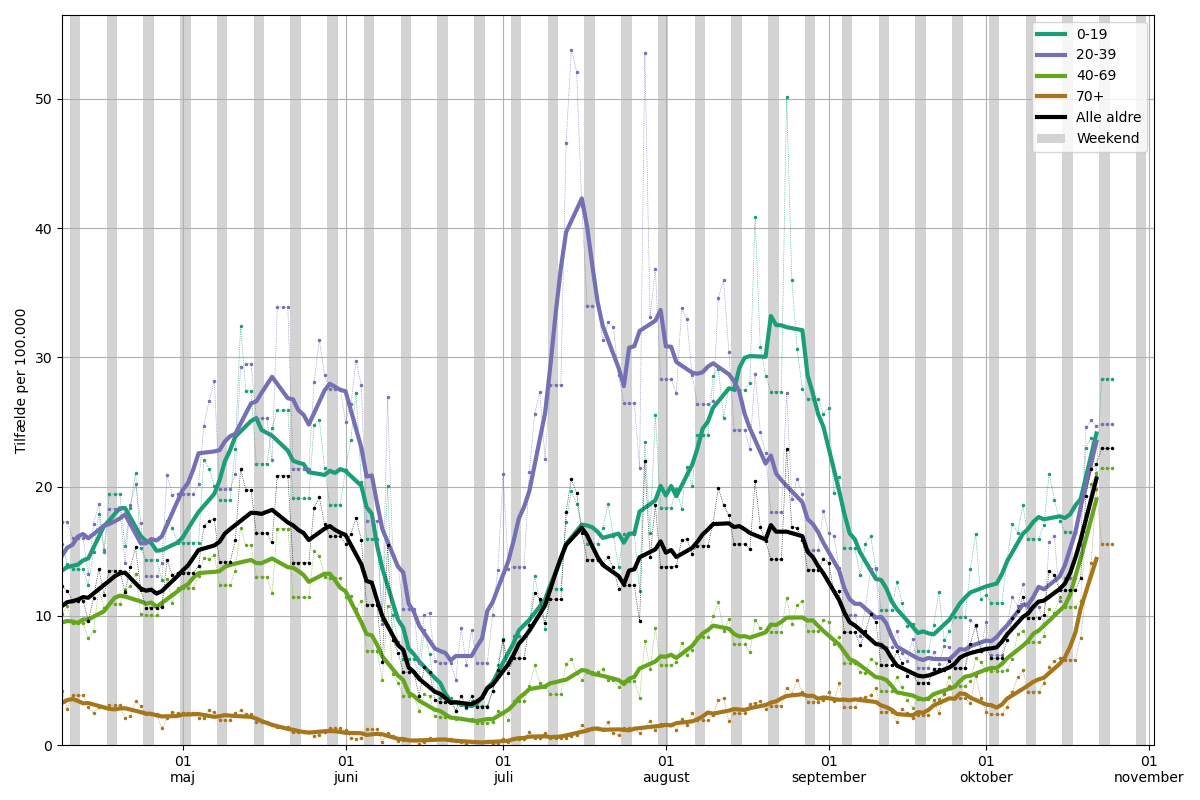 0-19
20-39
40-69
70+
Alle aldre
Weekend
Tilfælde per 100.000
50
40
30
20
10
0
01 01 01 01 01 01 01
maj juni juli august september oktober november